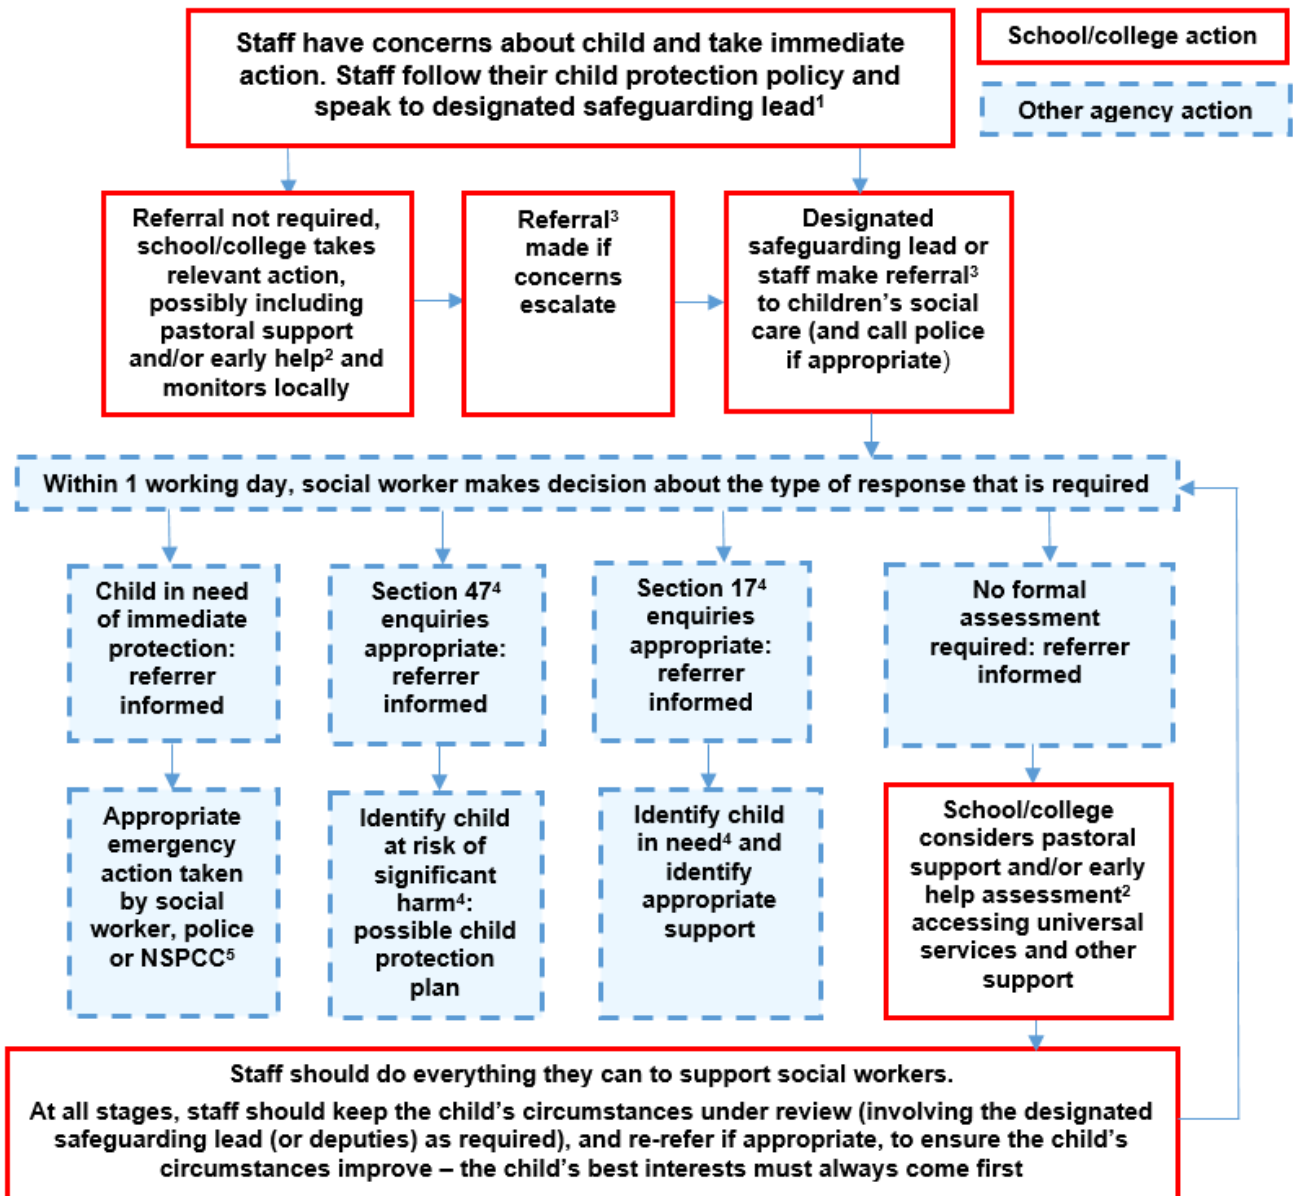 Staff have concerns about child and take immediate
action. Staff follow their child protection policy and
speak to designated safeguarding lead¹
School/college action
Other agency action
Referral not required,
school/college takes
relevant action,
possibly including
pastoral support
and/or early help² and
monitors locally
Referral³
made if
concerns
escalate
Designated
safeguarding lead or
staff make referral³
to children’s social
care (and call police
if appropriate)
Within 1 working day, social worker makes decision about the type of response that is required
Child in need
of immediate
protection:
referrer
informed
Section 47⁴
enquiries
appropriate:
referrer
informed
Section 17⁴
enquiries
appropriate:
referrer
informed
No formal
assessment
required: referrer
informed
Appropriate
emergency
action taken
by social
worker, police
or NSPCC⁵
Identify child
at risk of
significant
harm⁴:
possible child
protection
plan
Identify child
in need⁴ and
identify
appropriate
support
School/college
considers pastoral
support and/or early
help assessment²
accessing universal
services and other
support
Staff should do everything they can to support social workers.
At all stages, staff should keep the child’s circumstances under review (involving the designated
safeguarding lead (or deputies) as required), and re-refer if appropriate, to ensure the child’s
circumstances improve – the child’s best interests must always come first